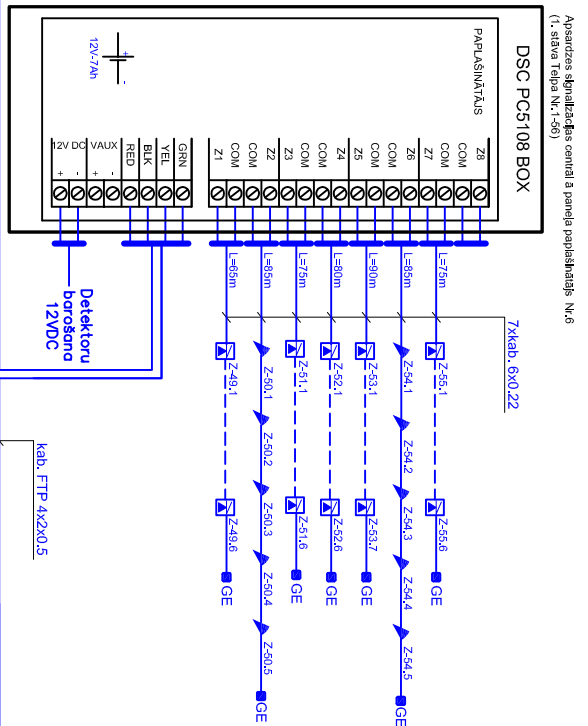 Apsardzes signalizācijas centrālā paneļa paplašinātājs Nr.6
(1. stāva Telpa Nr.1-56)
DSC PC5108 BOX
PAPLAŠINĀTĀJS
12V-7Ah
+
-
12V DC
+
-
VAUX
+
-
RED
BLK
YEL
GRN
Z1
COM
COM
Z2
Z3
COM
COM
Z4
Z5
COM
COM
Z6
Z7
COM
COM
Z8
Detektoru
barošana
12VDC
L=65m
L=85m
L=75m
L=80m
L=90m
L=85m
L=75m
7xkab. 6x0.22
kab. FTP 4x2x0.5
Z-49.1
Z-49.6
GE
Z-50.1
Z-50.2
Z-50.3
Z-50.4
Z-50.5
GE
Z-51.1
Z-51.6
GE
Z-52.1
Z-52.6
GE
Z-53.1
Z-53.7
GE
Z-54.1
Z-54.2
Z-54.3
Z-54.4
Z-54.5
GE
Z-55.1
Z-55.6
GE